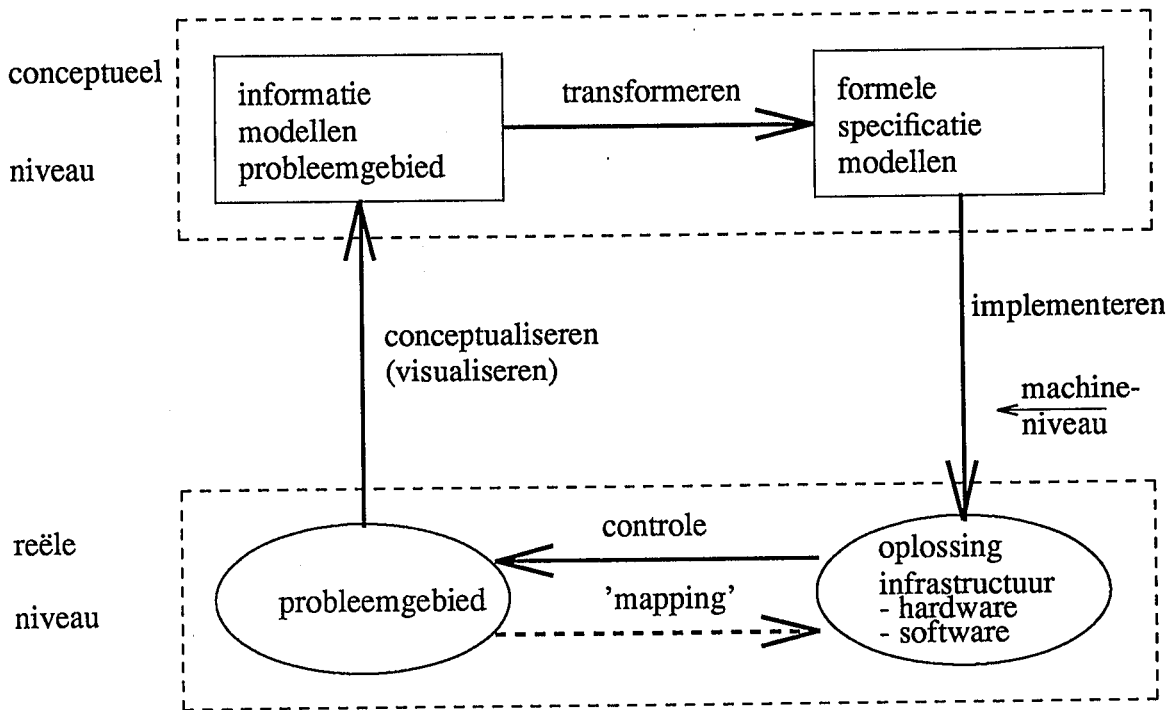 conceptueel
niveau
informatie
modellen
probleemgebied
transformeren
formele
specificatie
modellen
conceptualiseren
(visualiseren)
implementeren
machine-
niveau
reële
niveau
probleemgebied
controle
'mapping'
oplossing
infrastructuur
- hardware
- software